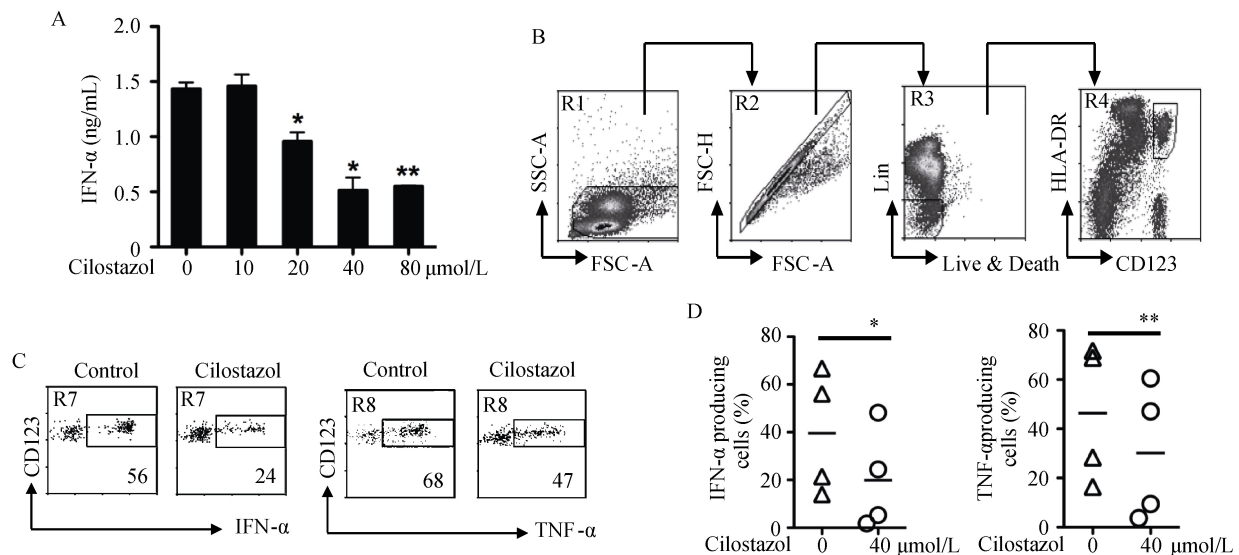 A
IFN-α (ng/mL)
2.0
1.5
1.0
0.5
0
*
*
**
Cilostazol 0 10 20 40 80 μmol/L
B
R1
R2
R3
R4
SSC-A
FSC-H
Lin
HLA-DR
FSC-A
FSC-A
Live & Death
CD123
C
Control
Cilostazol
Control
Cilostazol
R7
R7
R8
R8
CD123
CD123
56
24
68
47
IFN-α
TNF-α
D
IFN-α producing
cells (%)
80
60
40
20
0
*
Cilostazol 0 40 μmol/L
TNF-αproducing
cells (%)
80
60
40
20
0
**
Cilostazol 0 40 μmol/L